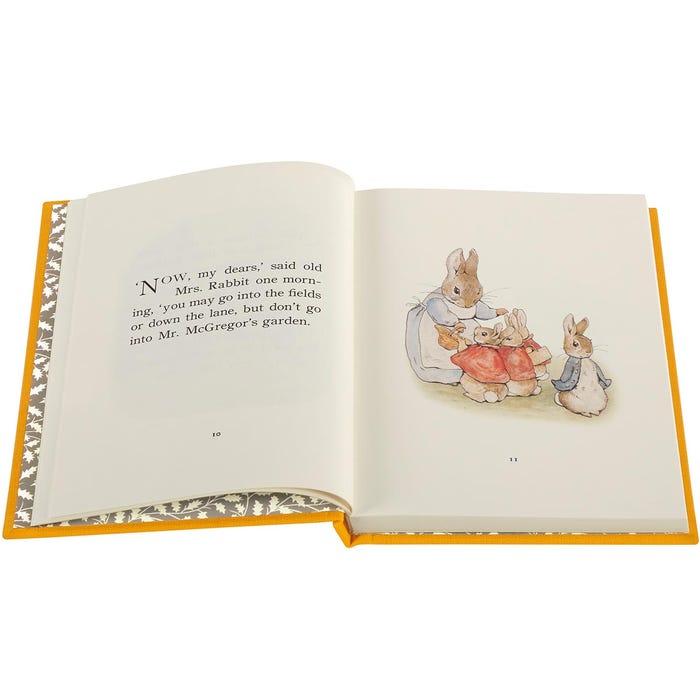 ‘NOW, my dears,’ said old
Mrs. Rabbit one morn-
ing, ‘you may go into the fields
or down the lane, but don’t go
into Mr. McGregor’s garden.
10
11